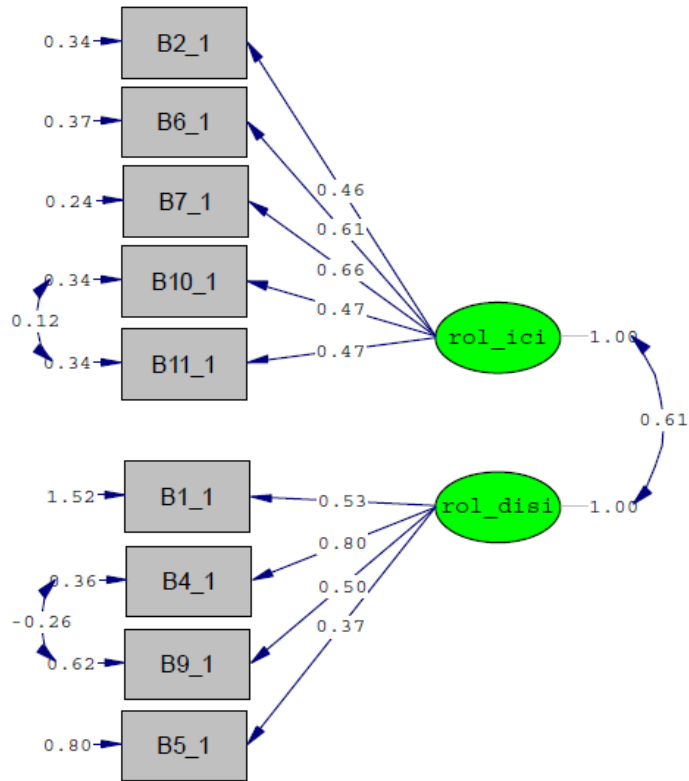 0.34 B2_1
0.37 B6_1
0.24 B7_1
0.46
0.61
0.66
0.34 B10_1
0.47
0.12
rol_ici 1.00
0.34 B11_1
0.47
0.61
1.52 B1_1
0.53
rol_disi 1.00
0.36 B4_1
0.80
0.50
-0.26
0.37
0.62 B9_1
0.80 B5_1